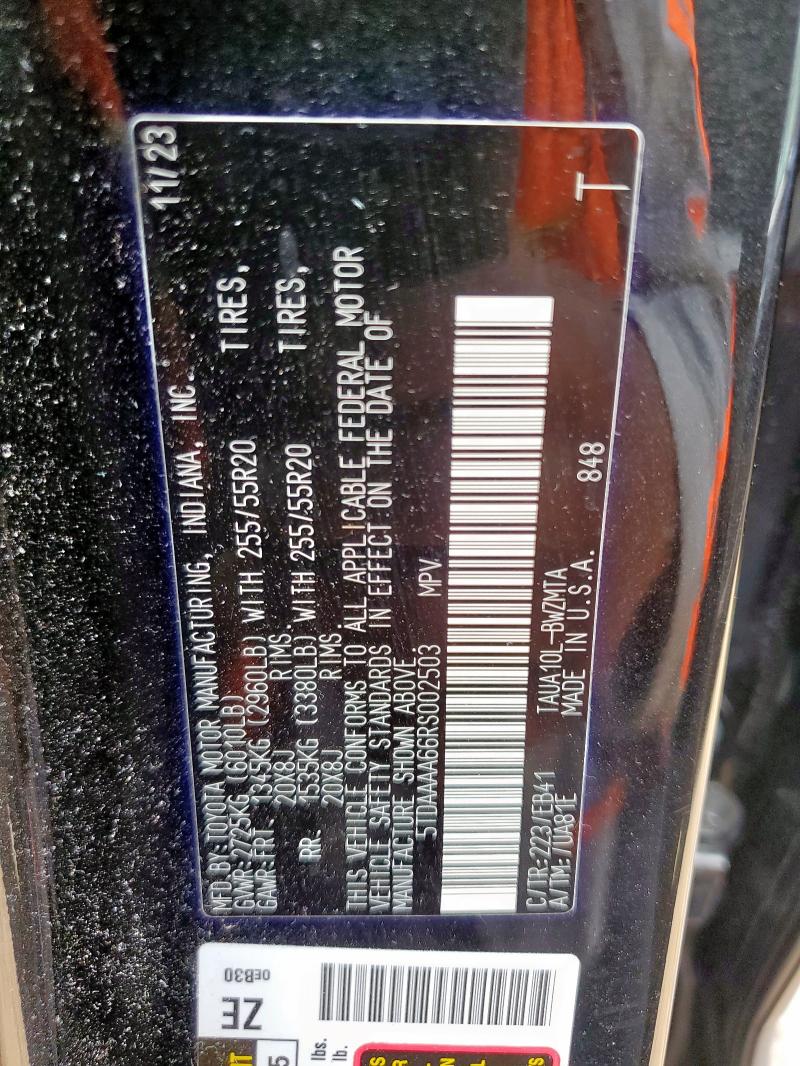 MFD. BY: TOYOTA MOTOR MANUFACTURING, INDIANA, INC. 11/23
GVWR: 2725KG (6010LB)
GAWR: FRT. 1345KG (2960LB) WITH 255/55R20 TIRES,
20X8J RIMS.
RR. 1535KG (3380LB) WITH 255/55R20 TIRES,
20X8J RIMS
THIS VEHICLE CONFORMS TO ALL APPLICABLE FEDERAL MOTOR
VEHICLE SAFETY STANDARDS IN EFFECT ON THE DATE OF
MANUFACTURE SHOWN ABOVE.
5TDAAAA66RS002503 MPV
C/TR: 223/EB41 TAUA10L-BWZMTA T
A/TM: /UA81E MADE IN U.S.A. 848
ZE
0EB30
lbs.
lb.